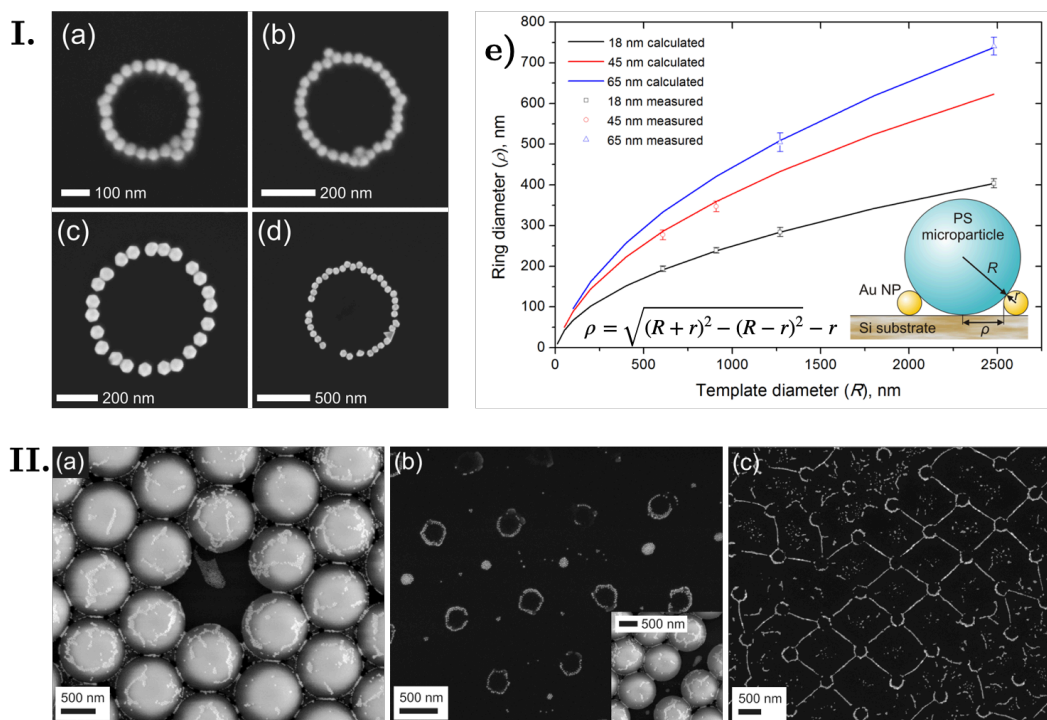 I.
(a)
100 nm
(b)
200 nm
(c)
200 nm
(d)
500 nm
e)
Ring diameter (ρ), nm
800
700
600
500
400
300
200
100
0
18 nm calculated
45 nm calculated
65 nm calculated
18 nm measured
45 nm measured
65 nm measured
PS
microparticle
R
r
Au NP
Si substrate
ρ
ρ = √(R + r)² − (R − r)² − r
0 500 1000 1500 2000 2500
Template diameter (R), nm
II.
(a)
500 nm
(b)
500 nm
500 nm
(c)
500 nm